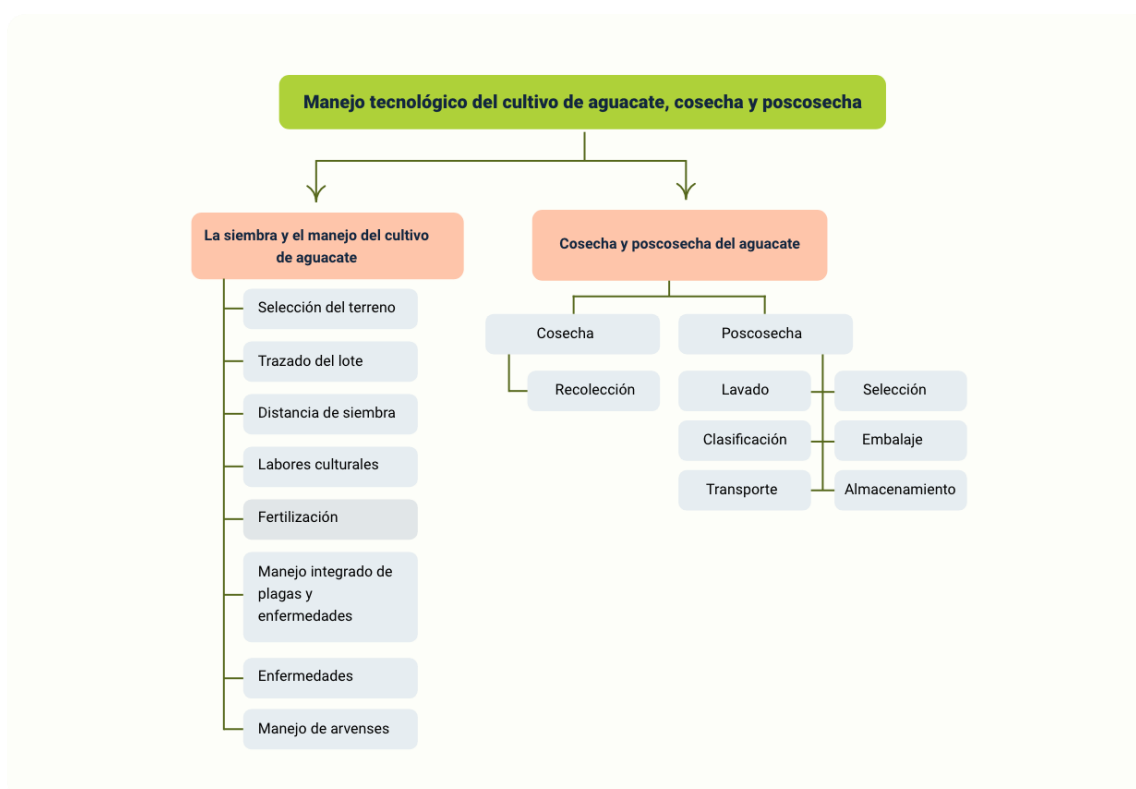 Manejo tecnológico del cultivo de aguacate, cosecha y poscosecha
La siembra y el manejo del cultivo
de aguacate
Selección del terreno
Trazado del lote
Distancia de siembra
Labores culturales
Fertilización
Manejo integrado de
plagas y
enfermedades
Enfermedades
Manejo de arvenses
Cosecha y poscosecha del aguacate
Cosecha
Recolección
Poscosecha
Lavado
Selección
Clasificación
Embalaje
Transporte
Almacenamiento